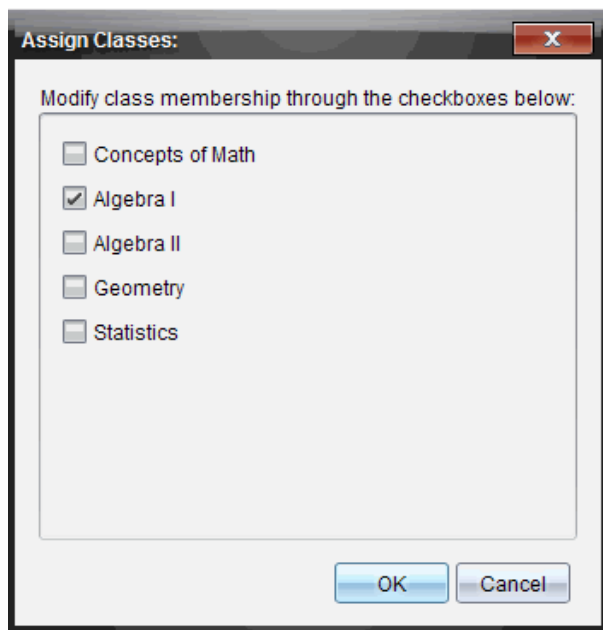 Assign Classes:
Modify class membership through the checkboxes below:
Concepts of Math
Algebra I
Algebra II
Geometry
Statistics
OK
Cancel